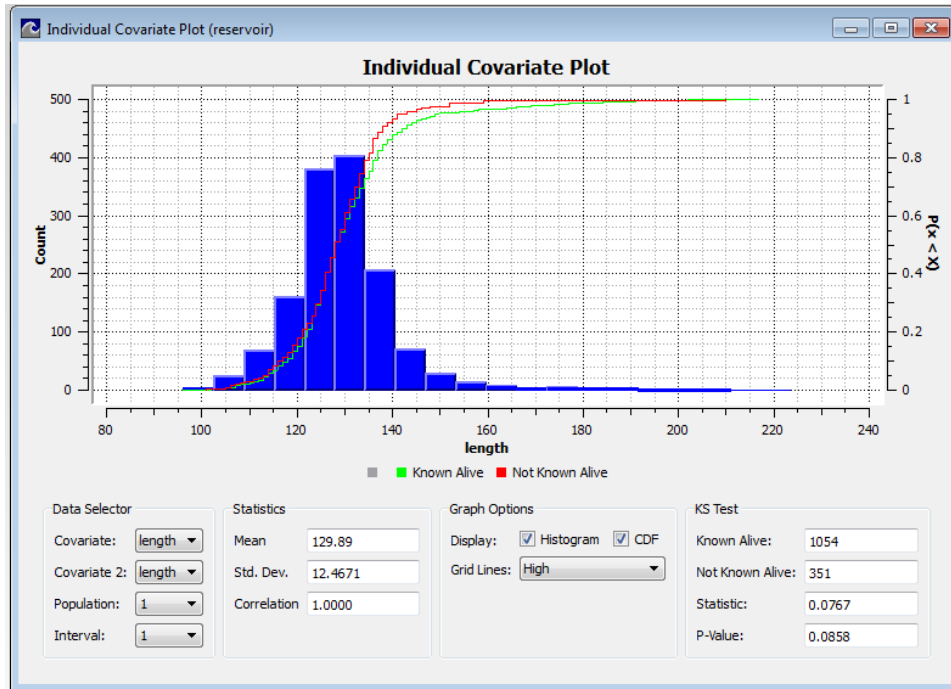 Individual Covariate Plot (reservoir)
Individual Covariate Plot
500
400
300
200
100
0
Count
1
0.8
0.6
0.4
0.2
0
P(x < X)
80 100 120 140 160 180 200 220 240
length
Known Alive Not Known Alive
Data Selector
Covariate: length
Covariate 2: length
Population: 1
Interval: 1
Statistics
Mean 129.89
Std. Dev. 12.4671
Correlation 1.0000
Graph Options
Display: Histogram CDF
Grid Lines: High
KS Test
Known Alive: 1054
Not Known Alive: 351
Statistic: 0.0767
P-Value: 0.0858